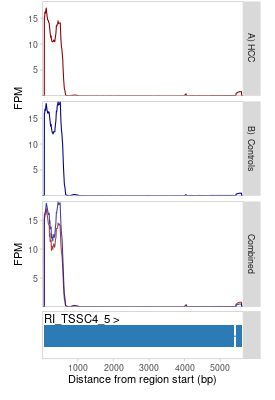 15
10
5
FPM
A) HCC
15
10
5
FPM
B) Controls
15
10
5
FPM
Combined
RI_TSSC4_5 >
1000 2000 3000 4000 5000
Distance from region start (bp)